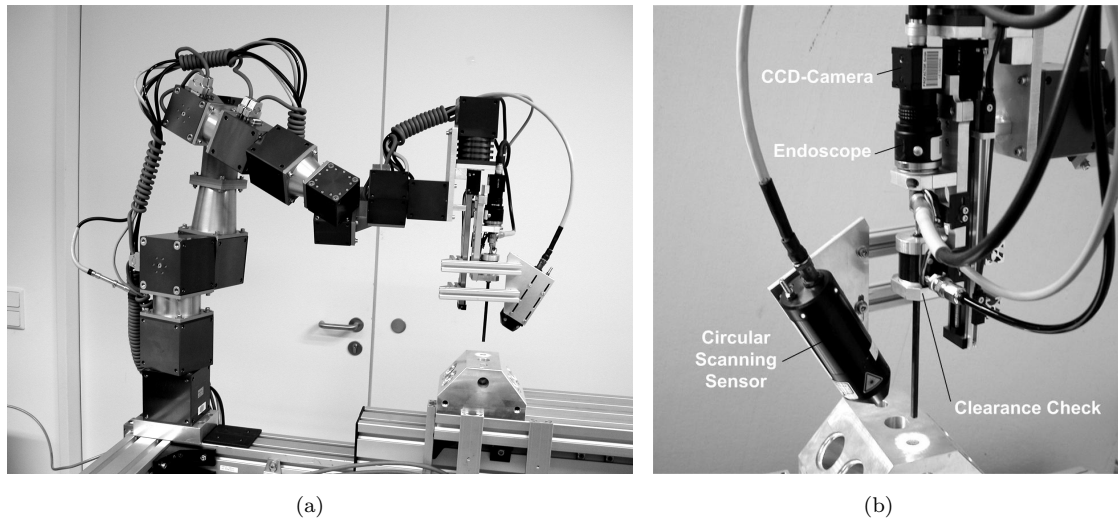 CCD-Camera
Endoscope
Circular
Scanning
Sensor
Clearance Check
(a)
(b)